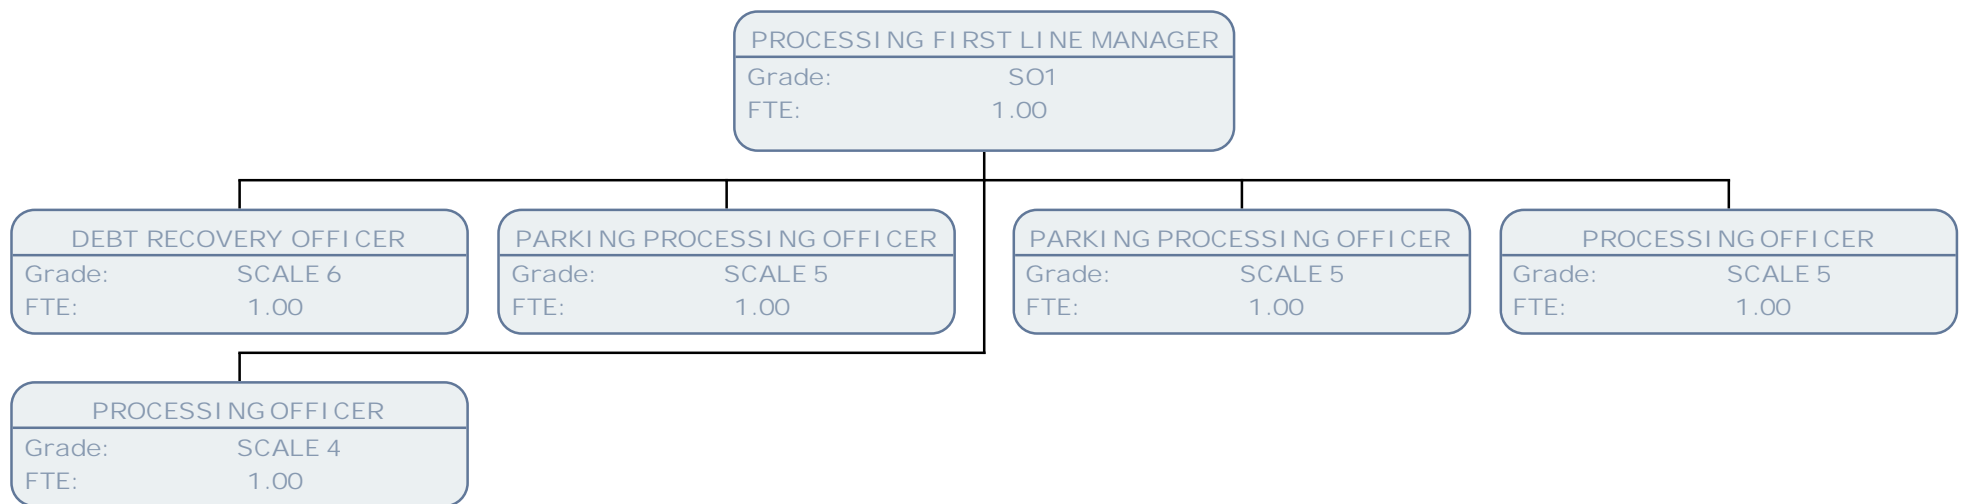 PROCESSING FIRST LINE MANAGER
Grade: SO1
FTE: 1.00
DEBT RECOVERY OFFICER
Grade: SCALE 6
FTE: 1.00
PARKING PROCESSING OFFICER
Grade: SCALE 5
FTE: 1.00
PARKING PROCESSING OFFICER
Grade: SCALE 5
FTE: 1.00
PROCESSING OFFICER
Grade: SCALE 5
FTE: 1.00
PROCESSING OFFICER
Grade: SCALE 4
FTE: 1.00